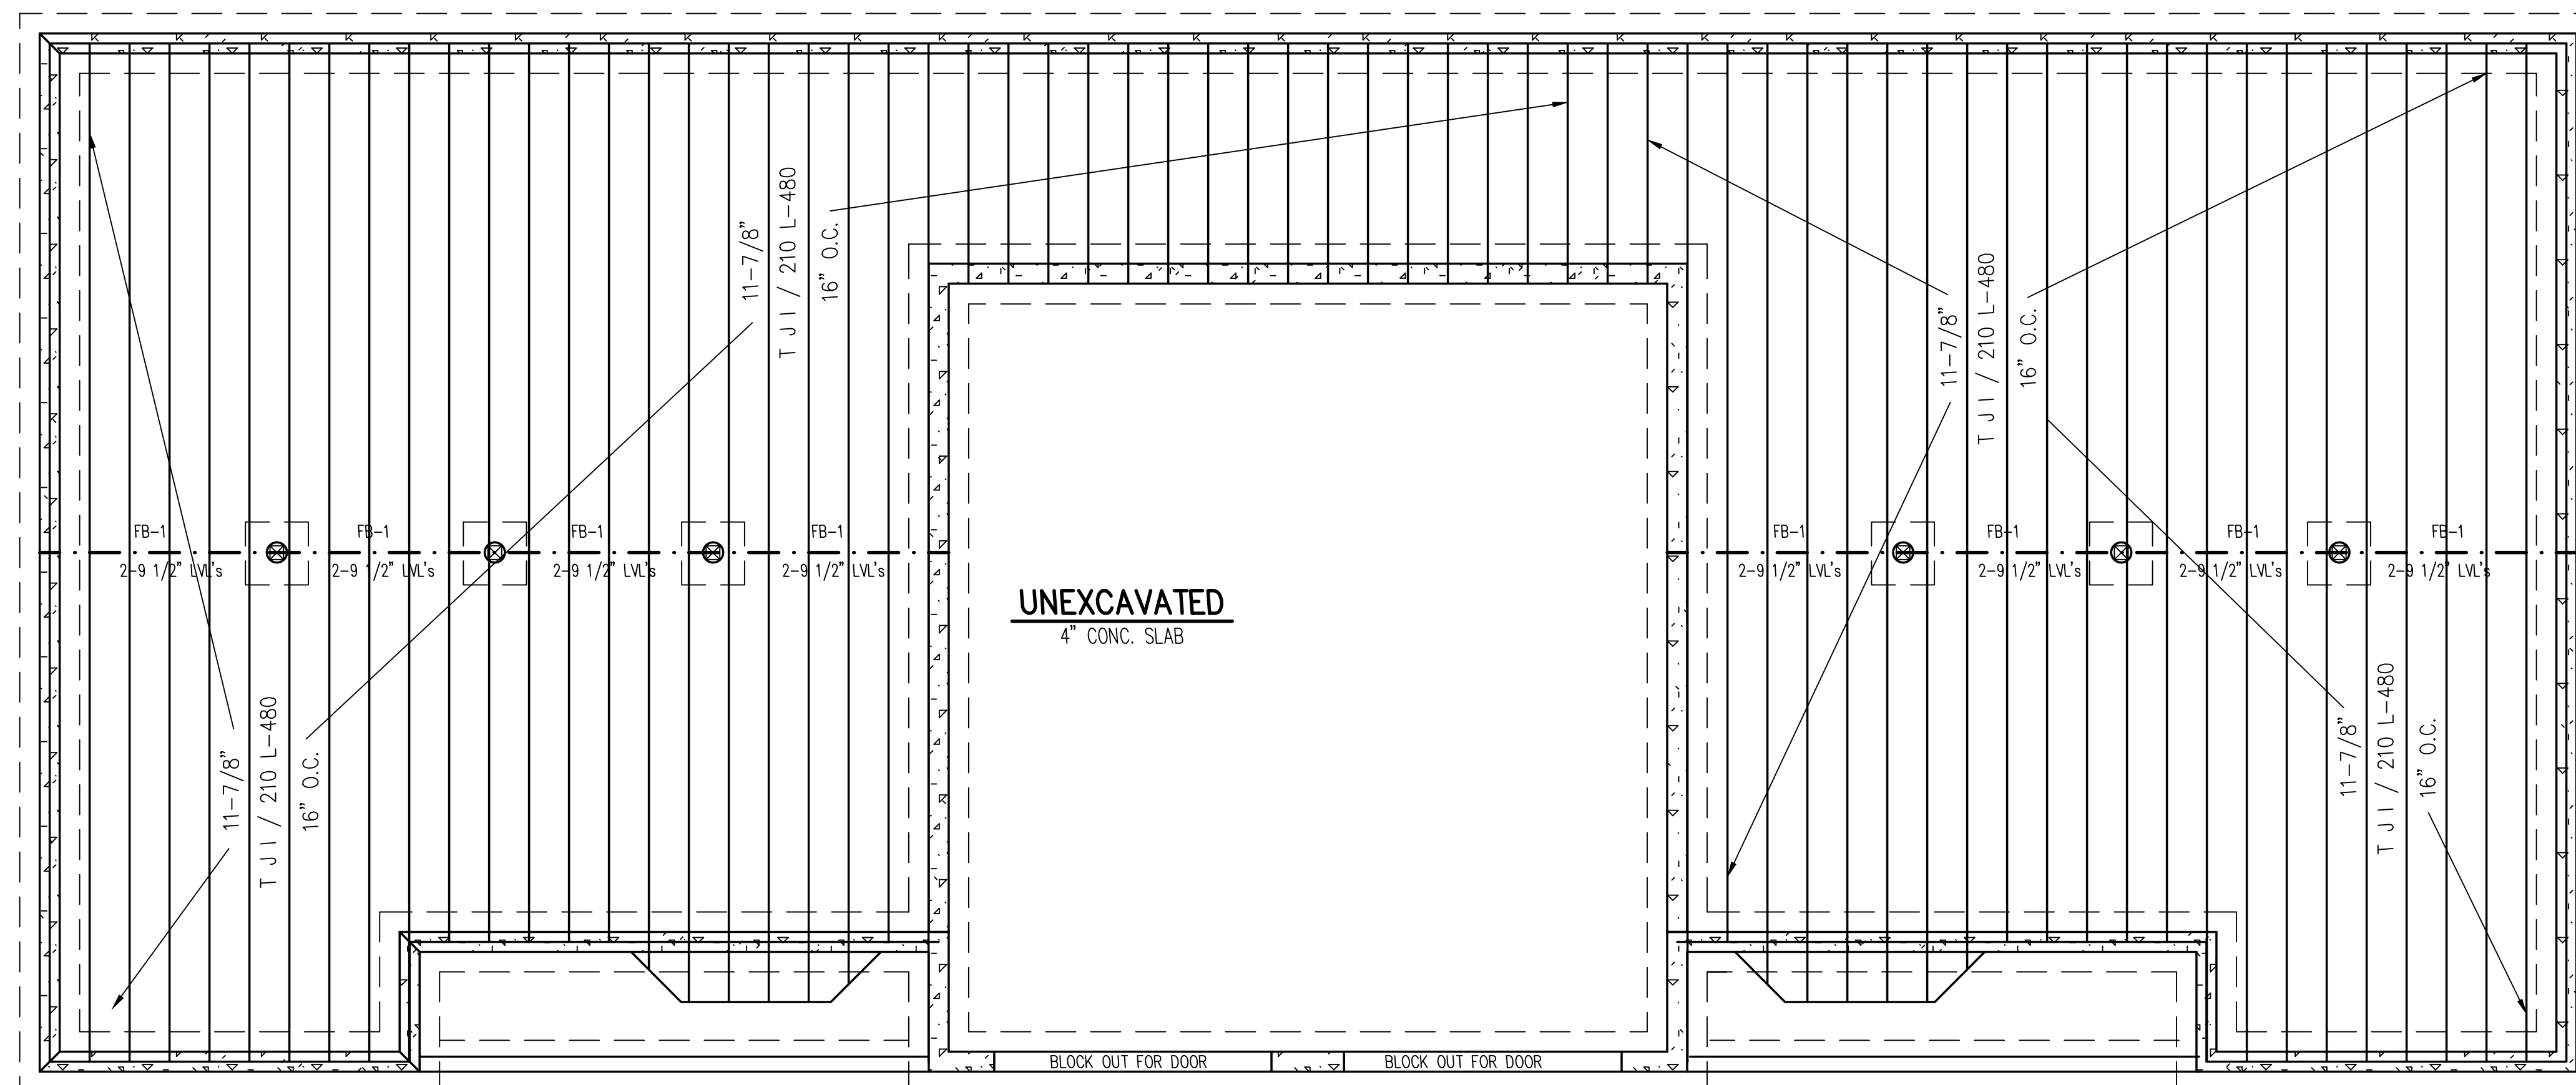 11-7/8"
T J I / 210 L-480
16" O.C.
11-7/8"
T J I / 210 L-480
16" O.C.
FB-1
FB-1
FB-1
FB-1
FB-1
FB-1
FB-1
FB-1
2-9 1/2" LVL's
2-9 1/2" LVL's
2-9 1/2" LVL's
2-9 1/2" LVL's
2-9 1/2" LVL's
2-9 1/2" LVL's
2-9 1/2" LVL's
2-9 1/2" LVL's
UNEXCAVATED
4" CONC. SLAB
11-7/8"
T J I / 210 L-480
16" O.C.
11-7/8"
T J I / 210 L-480
16" O.C.
BLOCK OUT FOR DOOR
BLOCK OUT FOR DOOR